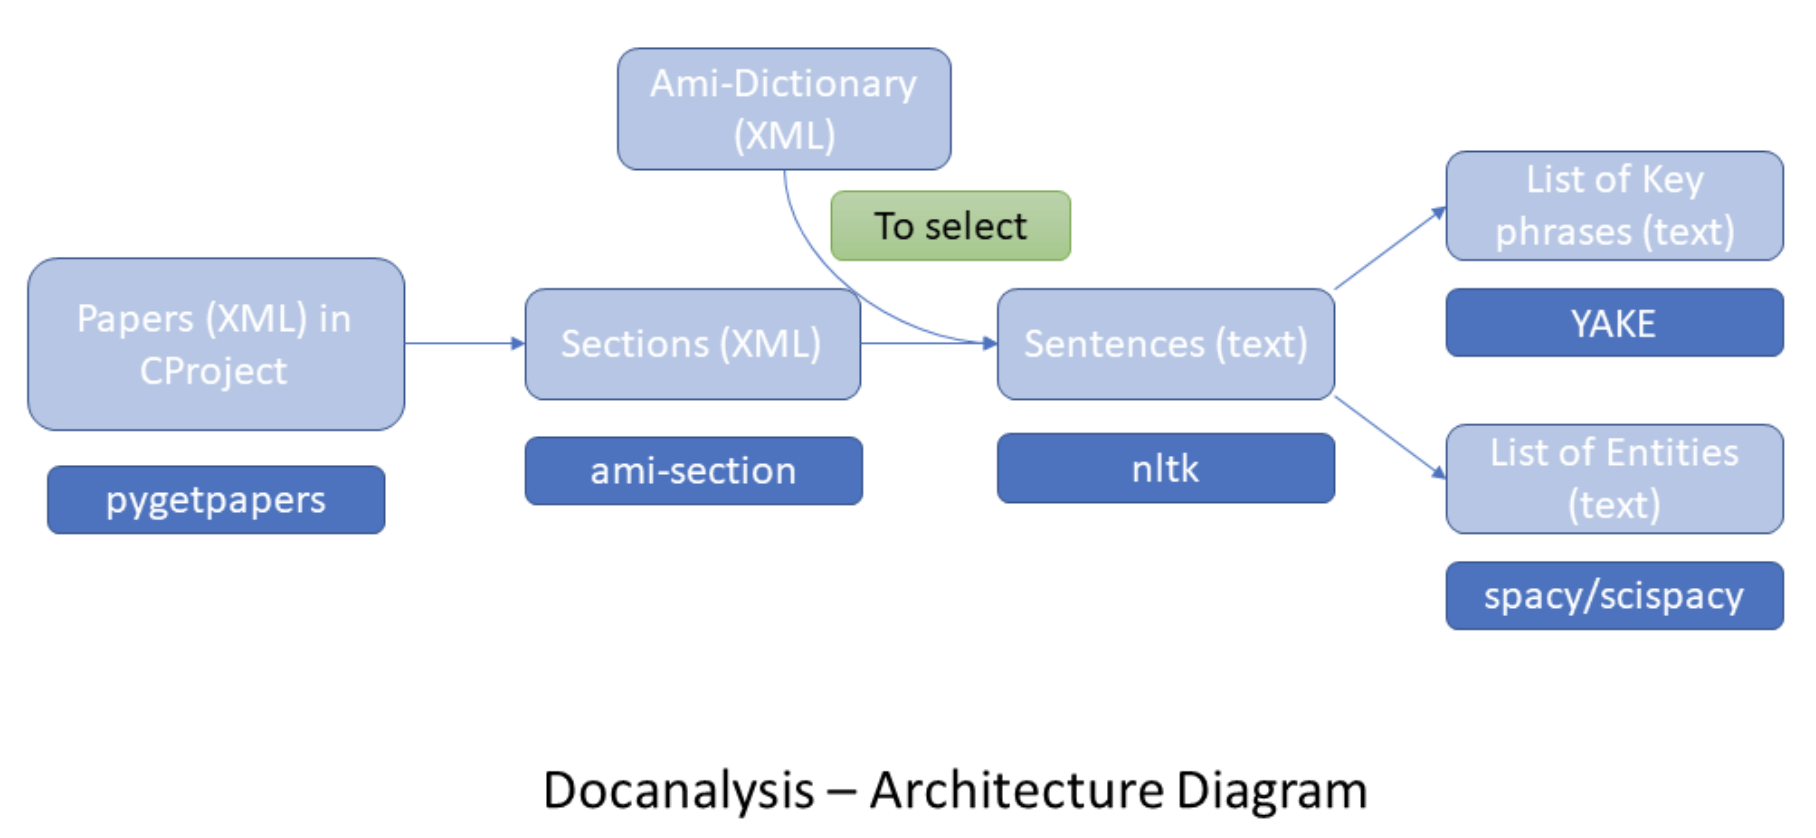 Ami-Dictionary
(XML)
To select
Papers (XML) in
CProject
pygetpapers
Sections (XML)
ami-section
Sentences (text)
nltk
List of Key
phrases (text)
YAKE
List of Entities
(text)
spacy/scispacy
Docanalysis – Architecture Diagram